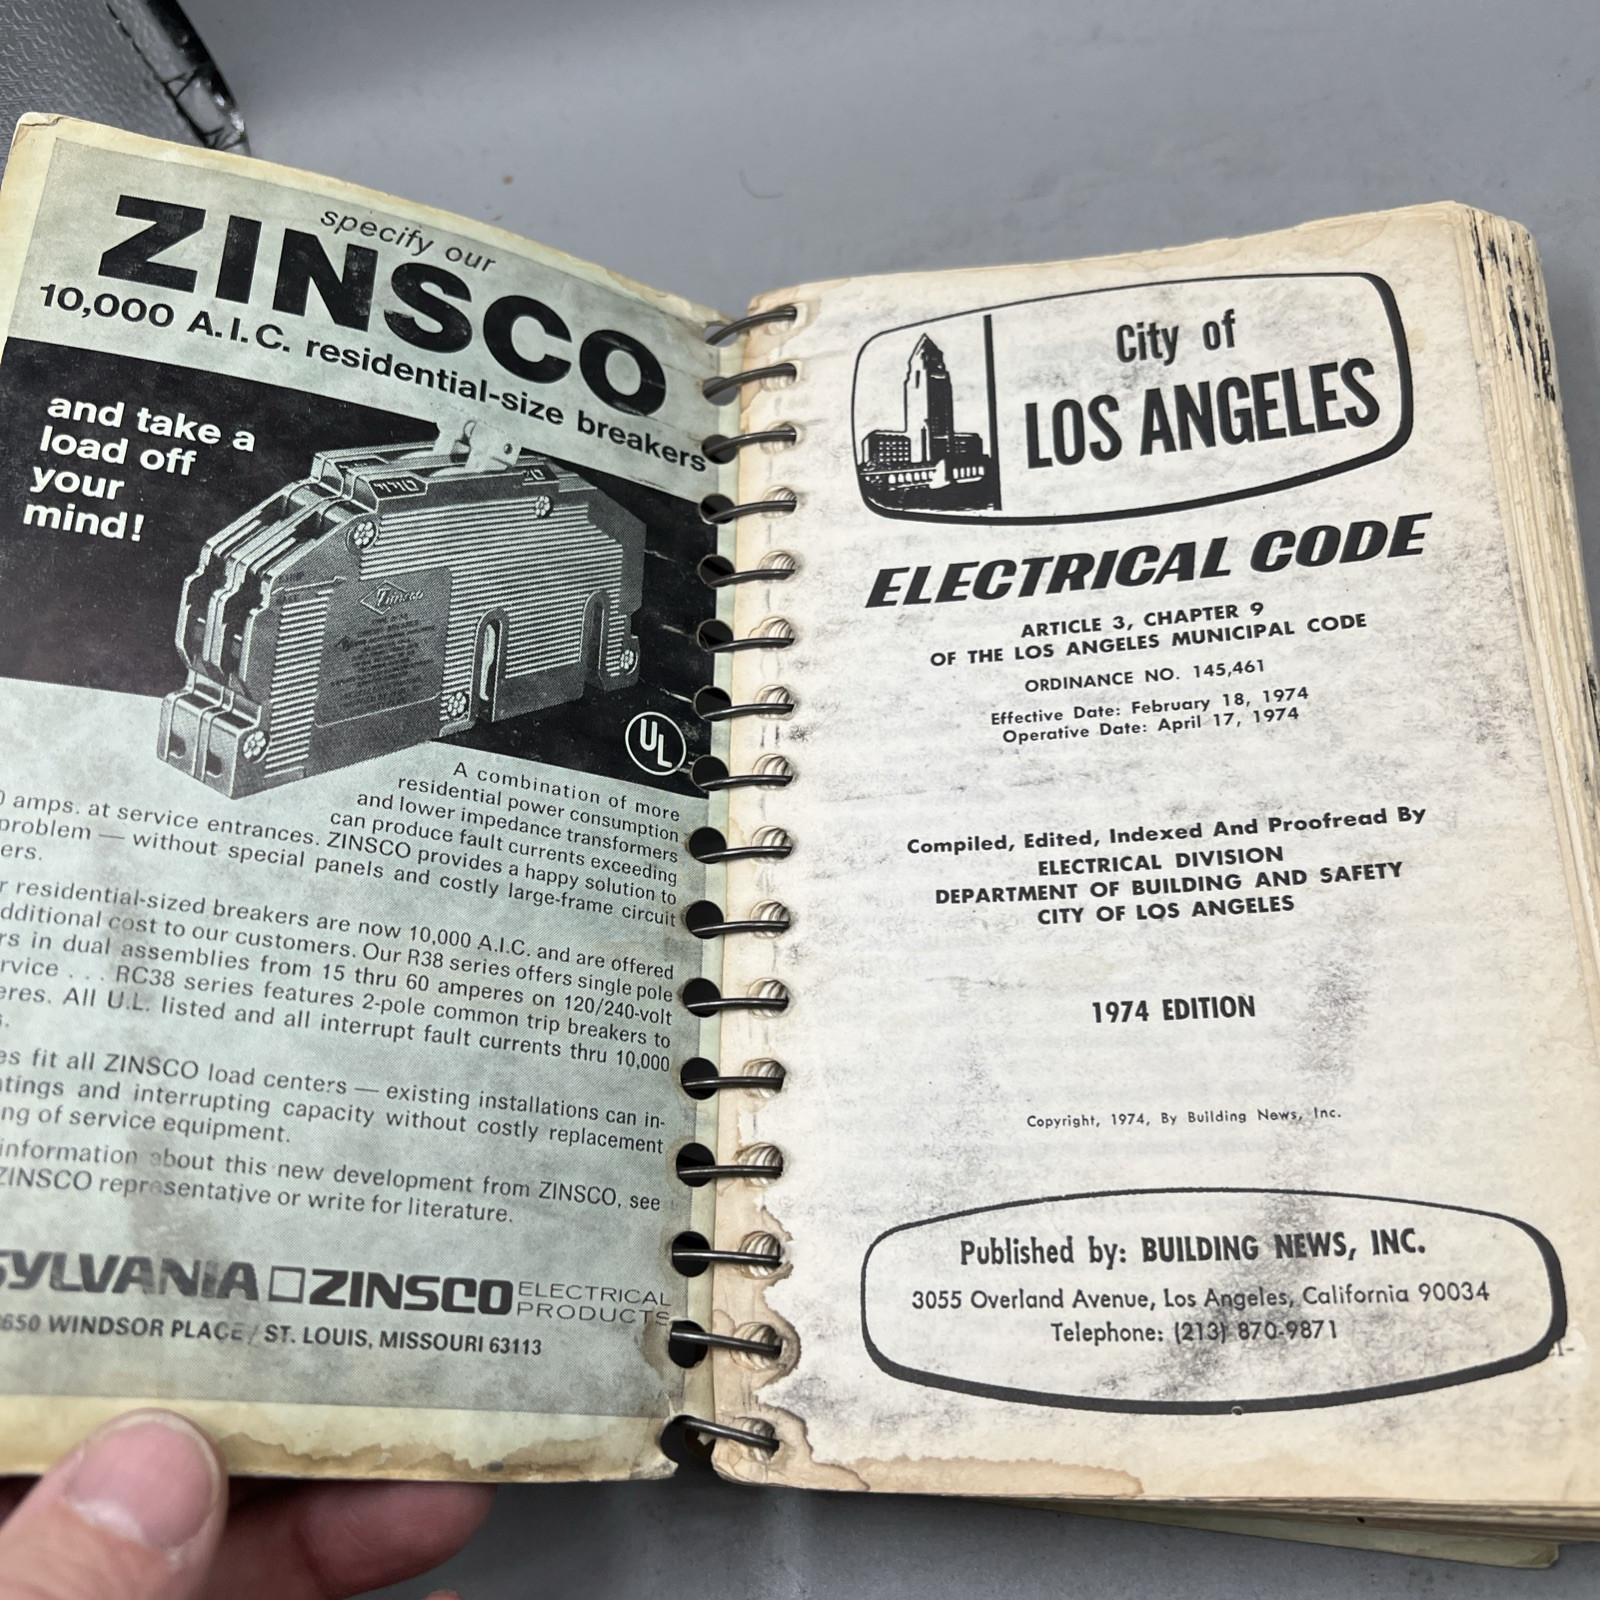 specify our
ZINSCO
10,000 A.I.C. residential-size breakers
and take a
load off
your
mind!
Zinsco
UL
A combination of more
residential power consumption
and lower impedance transformers
can produce fault currents exceeding
amps. at service entrances. ZINSCO provides a happy solution to
problem — without special panels and costly large-frame circuit
ers.
residential-sized breakers are now 10,000 A.I.C. and are offered
dditional cost to our customers. Our R38 series offers single pole
rs in dual assemblies from 15 thru 60 amperes on 120/240-volt
rvice . . . RC38 series features 2-pole common trip breakers to
eres. All U.L. listed and all interrupt fault currents thru 10,000
s.
es fit all ZINSCO load centers — existing installations can in-
tings and interrupting capacity without costly replacement
ng of service equipment.
information about this new development from ZINSCO, see
ZINSCO representative or write for literature.
SYLVANIA ZINSCO ELECTRICAL
PRODUCTS
650 WINDSOR PLACE / ST. LOUIS, MISSOURI 63113
City of
LOS ANGELES
ELECTRICAL CODE
ARTICLE 3, CHAPTER 9
OF THE LOS ANGELES MUNICIPAL CODE
ORDINANCE NO. 145,461
Effective Date: February 18, 1974
Operative Date: April 17, 1974
Compiled, Edited, Indexed And Proofread By
ELECTRICAL DIVISION
DEPARTMENT OF BUILDING AND SAFETY
CITY OF LOS ANGELES
1974 EDITION
Copyright, 1974, By Building News, Inc.
Published by: BUILDING NEWS, INC.
3055 Overland Avenue, Los Angeles, California 90034
Telephone: (213) 870-9871